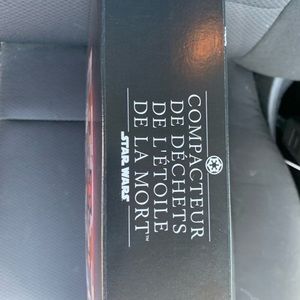 COMPACTEUR
DE DÉCHETS
DE L'ÉTOILE
DE LA MORT™
STAR WARS